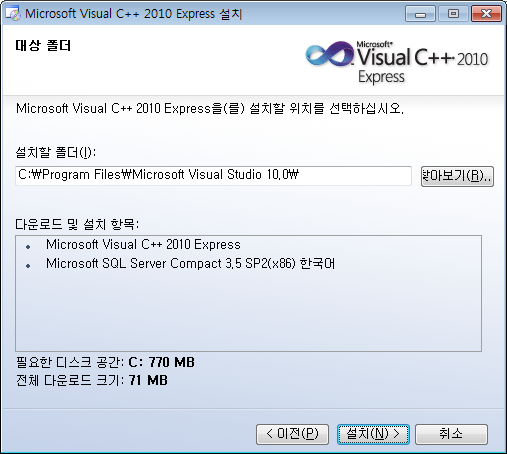 Microsoft Visual C++ 2010 Express 설치
대상 폴더
Microsoft®
Visual C++ 2010
Express
Microsoft Visual C++ 2010 Express을(를) 설치할 위치를 선택하십시오.
설치할 폴더(I):
C:₩Program Files₩Microsoft Visual Studio 10.0₩
찾아보기(R)..
다운로드 및 설치 항목:
• Microsoft Visual C++ 2010 Express
• Microsoft SQL Server Compact 3.5 SP2(x86) 한국어
필요한 디스크 공간: C: 770 MB
전체 다운로드 크기: 71 MB
< 이전(P)
설치(N) >
취소